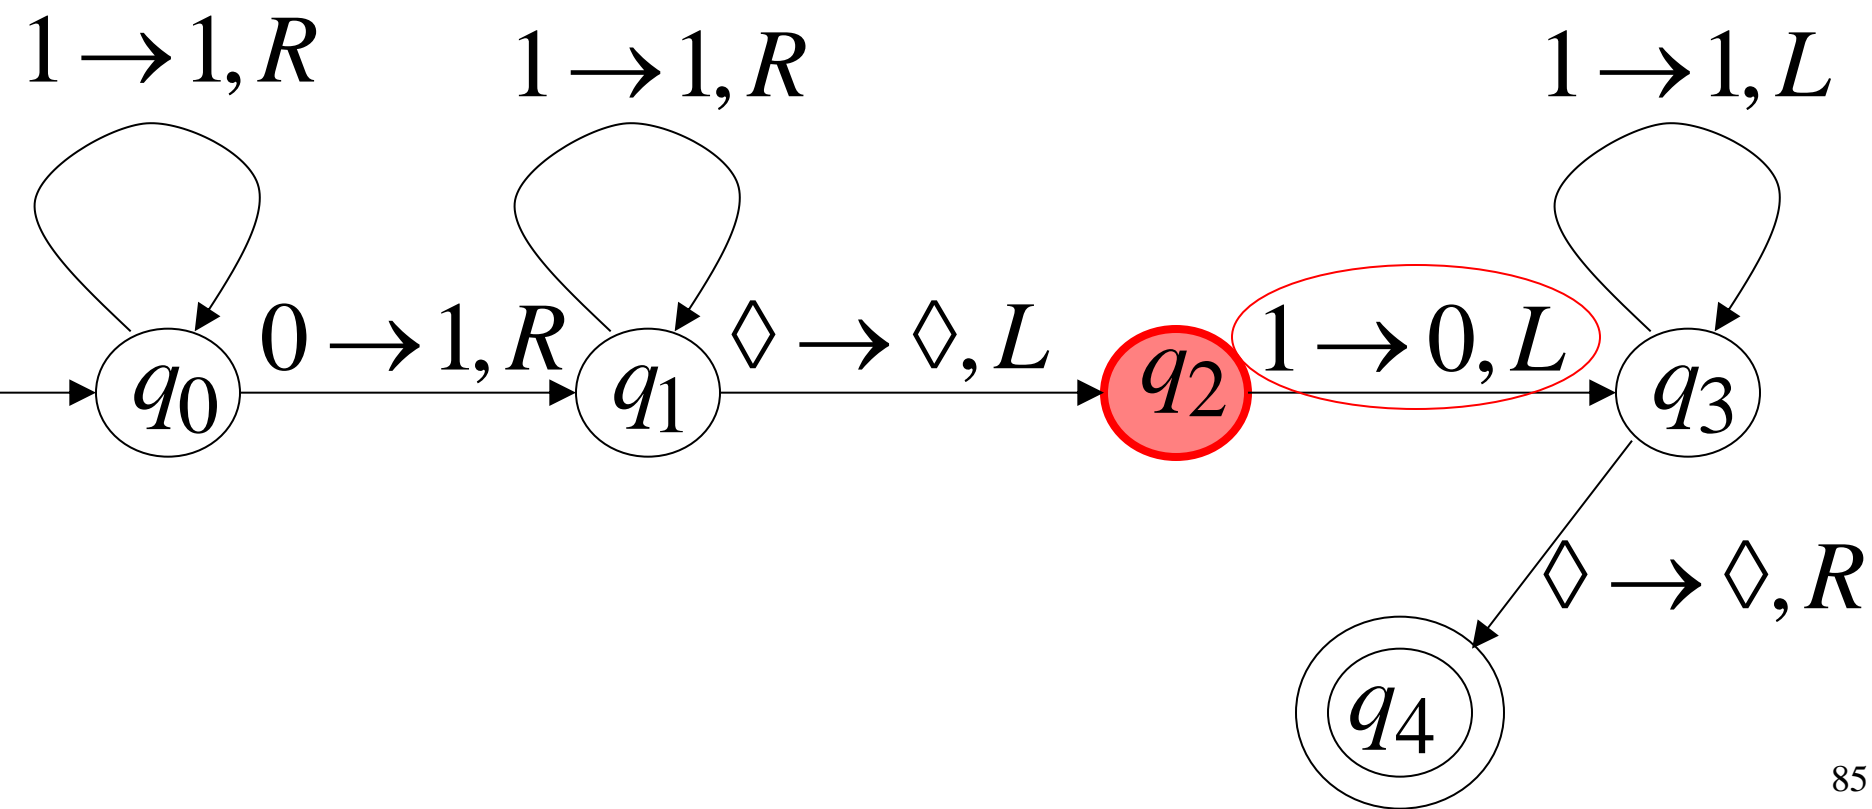 1 → 1, R
1 → 1, R
1 → 1, L
0 → 1, R
◊ → ◊, L
1 → 0, L
q0
q1
q2
q3
◊ → ◊, R
q4
85